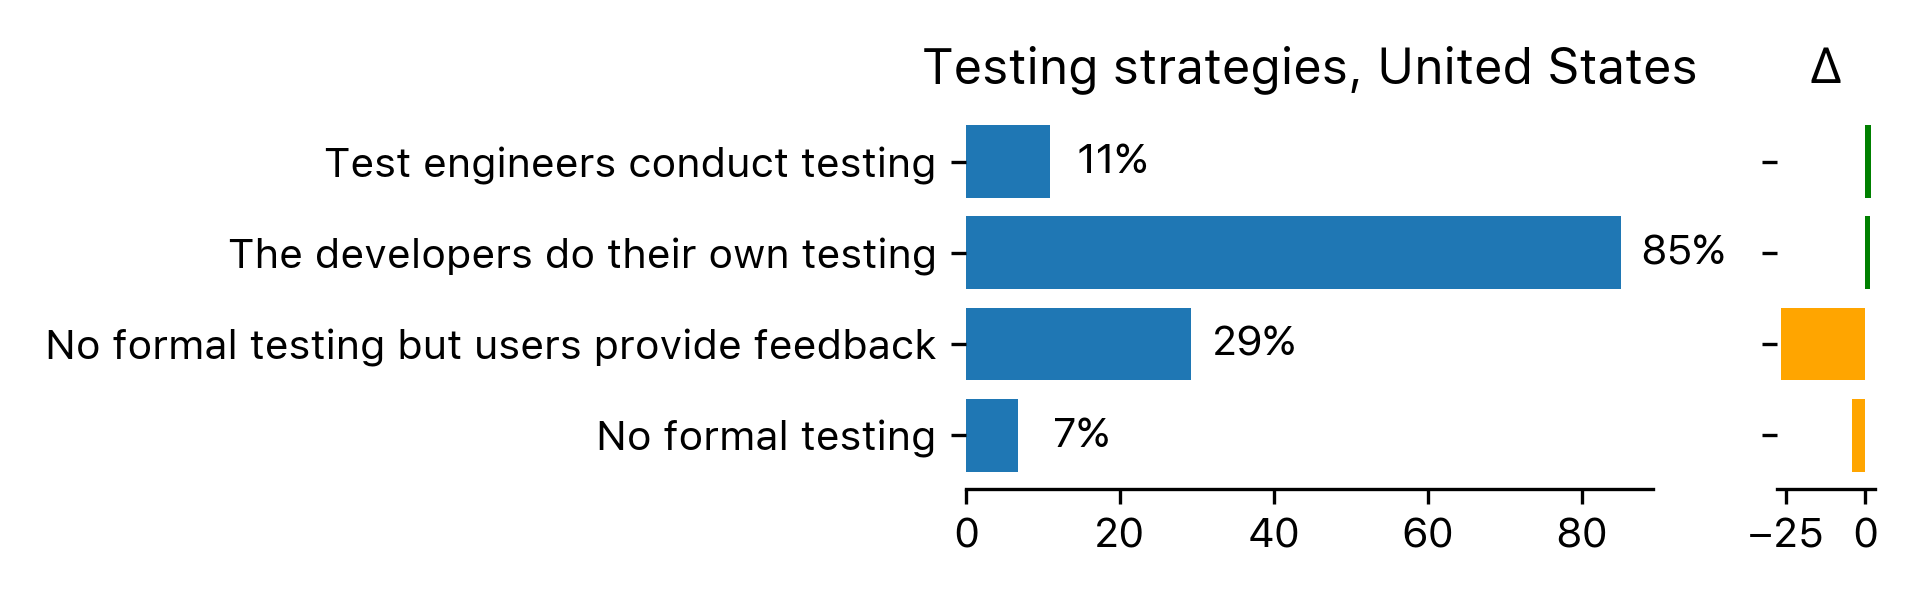 Testing strategies, United States Δ
Test engineers conduct testing 11%
The developers do their own testing 85%
No formal testing but users provide feedback 29%
No formal testing 7%
0 20 40 60 80 −25 0